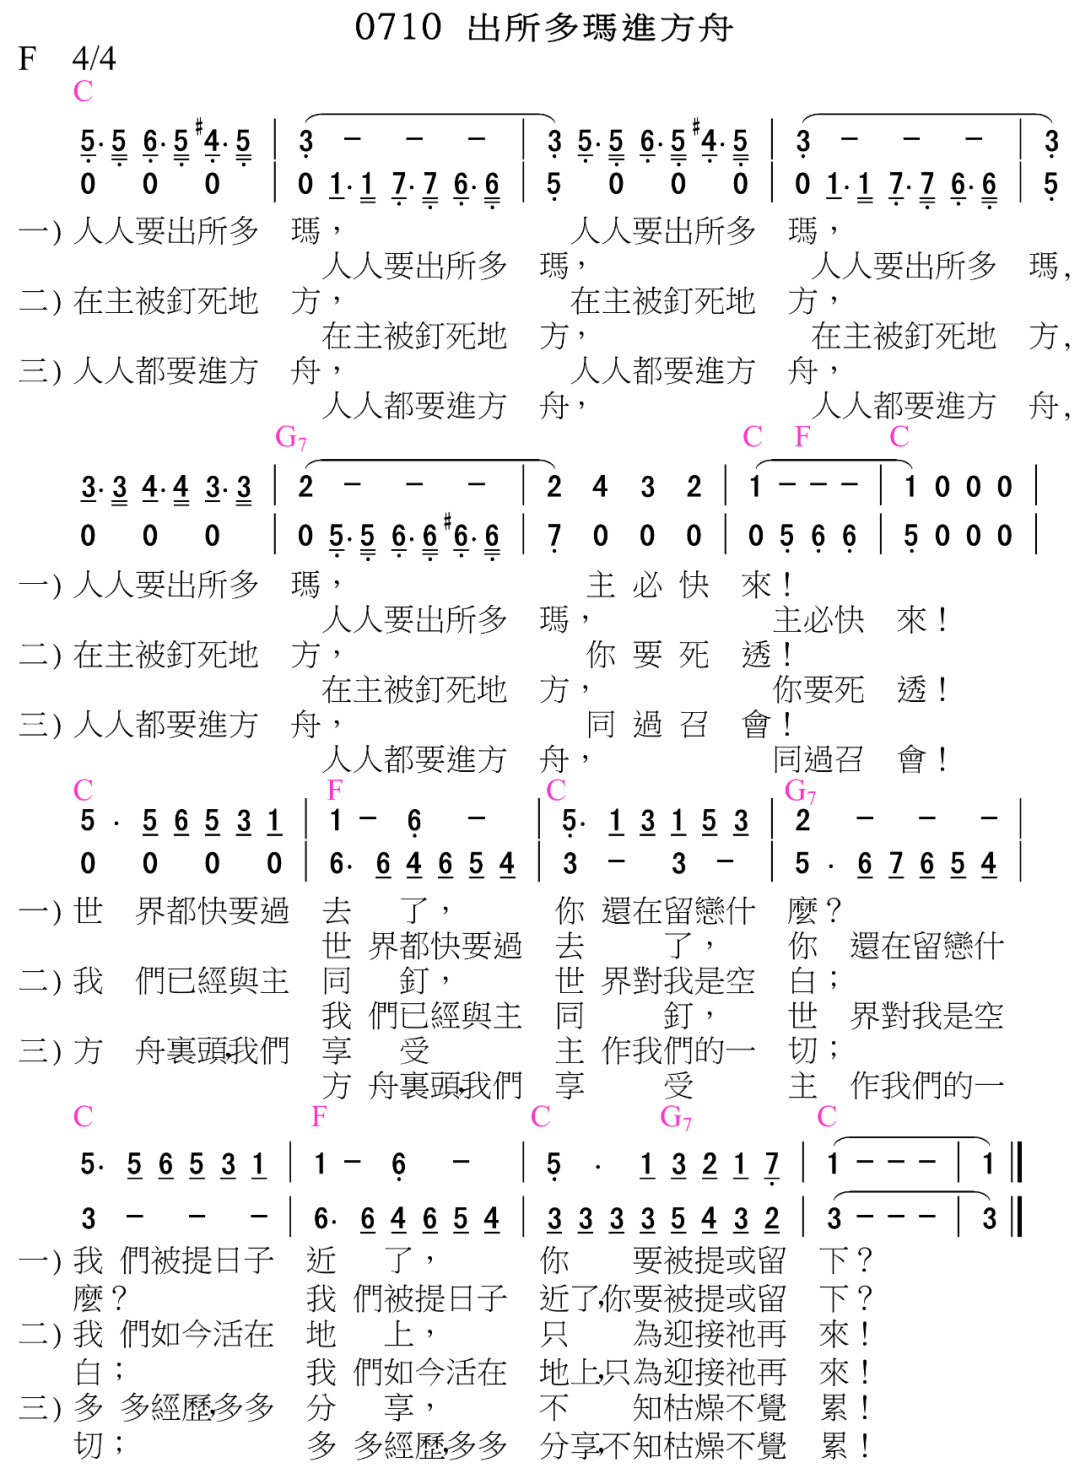 0710 出所多瑪進方舟
F 4/4
C
5. 5 6. 5 #4. 5 | 3 – – – | 3 5. 5 6. 5 #4. 5 | 3 – – – | 3
0 0 0 | 0 1. 1 7. 7 6. 6 | 5 0 0 0 | 0 1. 1 7. 7 6. 6 | 5
一) 人人要出所多 瑪， 人人要出所多 瑪，
人人要出所多 瑪， 人人要出所多 瑪，
二) 在主被釘死地 方， 在主被釘死地 方，
在主被釘死地 方， 在主被釘死地 方，
三) 人人都要進方 舟， 人人都要進方 舟，
人人都要進方 舟， 人人都要進方 舟，
G7 C F C
3. 3 4. 4 3. 3 | 2 – – – | 2 4 3 2 | 1 – – – | 1 0 0 0 |
0 0 0 | 0 5. 5 6. 6 #6. 6 | 7 0 0 0 | 0 5 6 6 | 5 0 0 0 |
一) 人人要出所多 瑪， 主 必 快 來！
人人要出所多 瑪， 主必快 來！
二) 在主被釘死地 方， 你 要 死 透！
在主被釘死地 方， 你要死 透！
三) 人人都要進方 舟， 同 過 召 會！
人人都要進方 舟， 同過召 會！
C F C G7
5 . 5 6 5 3 1 | 1 – 6 – | 5. 1 3 1 5 3 | 2 – – – |
0 0 0 0 | 6. 6 4 6 5 4 | 3 – 3 – | 5 . 6 7 6 5 4 |
一) 世 界都快要過 去 了， 你 還在留戀什 麼？
世 界都快要過 去 了， 你 還在留戀什
二) 我 們已經與主 同 釘， 世 界對我是空 白；
我 們已經與主 同 釘， 世 界對我是空
三) 方 舟裏頭，我們 享 受 主 作我們的一 切；
方 舟裏頭，我們 享 受 主 作我們的一
C F C G7 C
5. 5 6 5 3 1 | 1 – 6 – | 5 . 1 3 2 1 7 | 1 – – – | 1 ‖
3 – – – | 6. 6 4 6 5 4 | 3 3 3 3 5 4 3 2 | 3 – – – | 3 ‖
一) 我 們被提日子 近 了， 你 要被提或留 下？
麼？ 我 們被提日子 近了，你要被提或留 下？
二) 我 們如今活在 地 上， 只 為迎接祂再 來！
白； 我 們如今活在 地上，只為迎接祂再 來！
三) 多 多經歷，多多 分 享， 不 知枯燥不覺 累！
切； 多 多經歷，多多 分享，不知枯燥不覺 累！